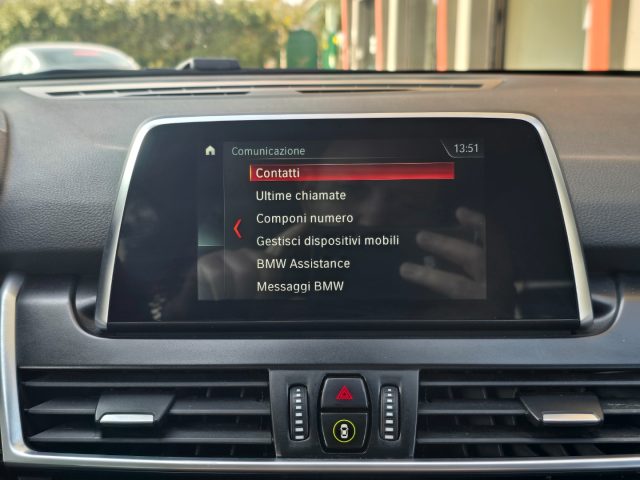 Comunicazione 13:51
Contatti
Ultime chiamate
Componi numero
Gestisci dispositivi mobili
BMW Assistance
Messaggi BMW